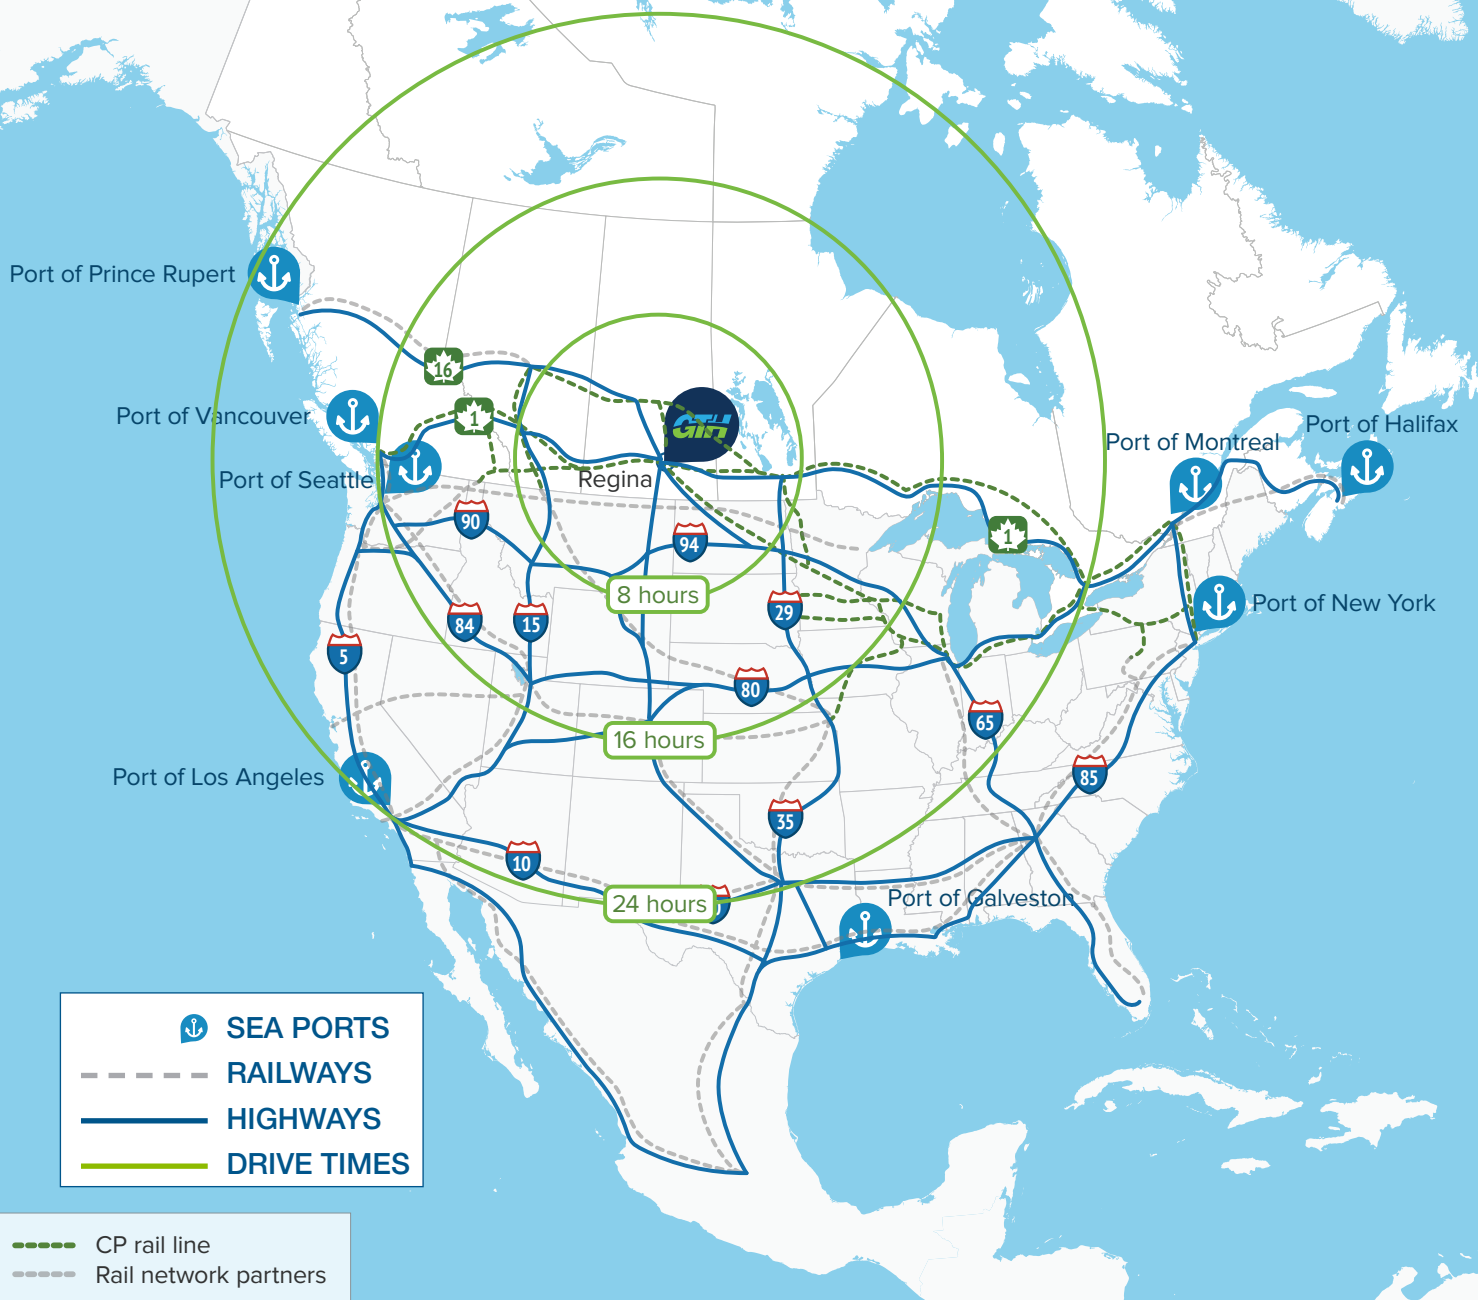 Port of Prince Rupert
16
Port of Vancouver
1
GTH
Port of Halifax
Port of Montreal
Port of Seattle
Regina
90
94
1
8 hours
29
Port of New York
84
15
5
80
65
16 hours
Port of Los Angeles
85
35
10
24 hours
Port of Galveston
SEA PORTS
RAILWAYS
HIGHWAYS
DRIVE TIMES
CP rail line
Rail network partners